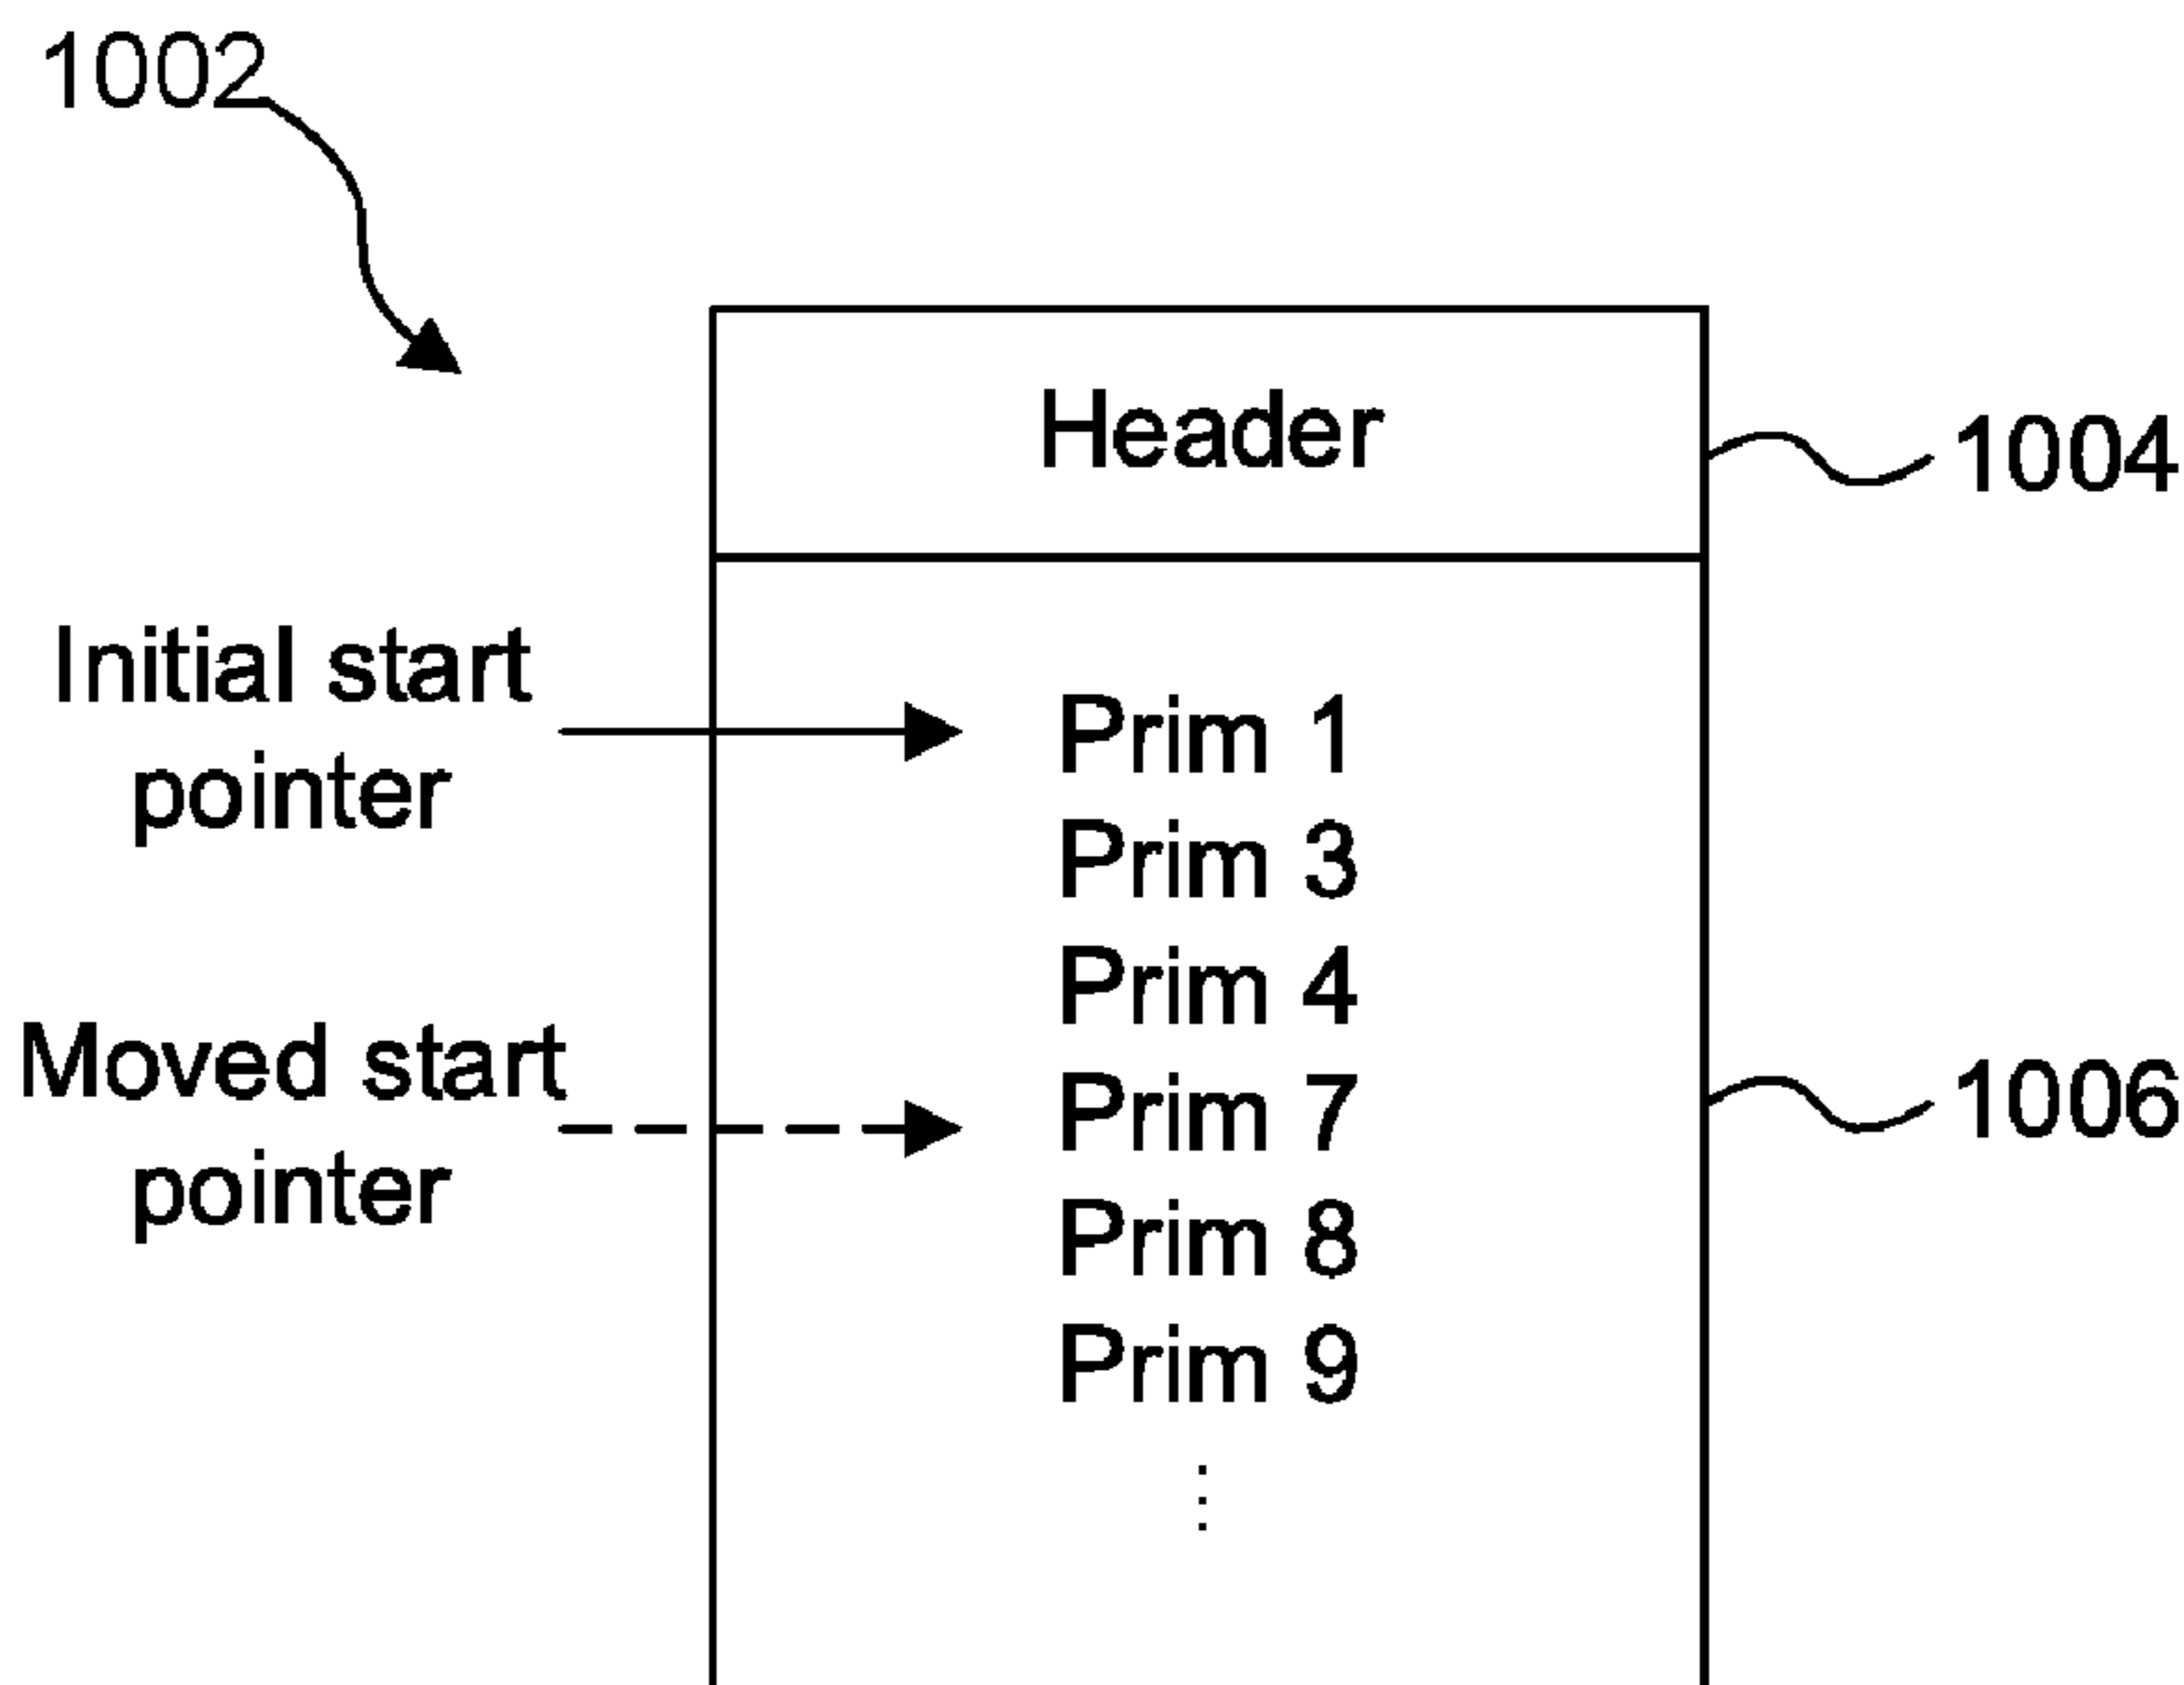 1002
Header
1004
Initial start
pointer
Prim 1
Prim 3
Prim 4
Moved start
pointer
Prim 7
1006
Prim 8
Prim 9
⋮